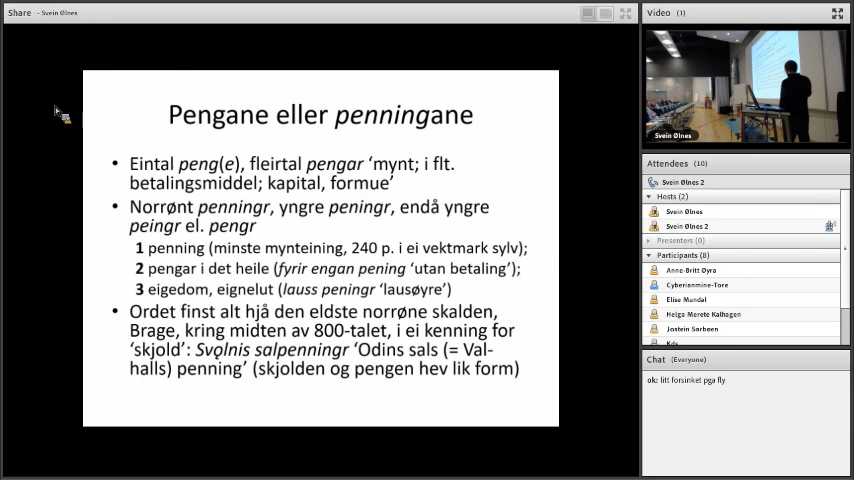 Share - Svein Ølnes
Pengane eller penningane
• Eintal peng(e), fleirtal pengar ‘mynt; i flt.
betalingsmiddel; kapital, formue’
• Norrønt penningr, yngre peningr, endå yngre
peingr el. pengr
1 penning (minste mynteining, 240 p. i ei vektmark sylv);
2 pengar i det heile (fyrir engan pening ‘utan betaling’);
3 eigedom, eignelut (lauss peningr ‘lausøyre’)
• Ordet finst alt hjå den eldste norrøne skalden,
Brage, kring midten av 800-talet, i ei kenning for
‘skjold’: Svǫlnis salpenningr ‘Odins sals (= Val-
halls) penning’ (skjolden og pengen hev lik form)
Video (1)
Svein Ølnes
Attendees (10)
Svein Ølnes 2
Hosts (2)
Svein Ølnes
Svein Ølnes 2
Presenters (0)
Participants (8)
Anne-Britt Øyra
Cyberianmine-Tore
Elise Mundal
Helga Merete Kalhagen
Jostein Sørbøen
Chat (Everyone)
ok: litt forsinket pga fly